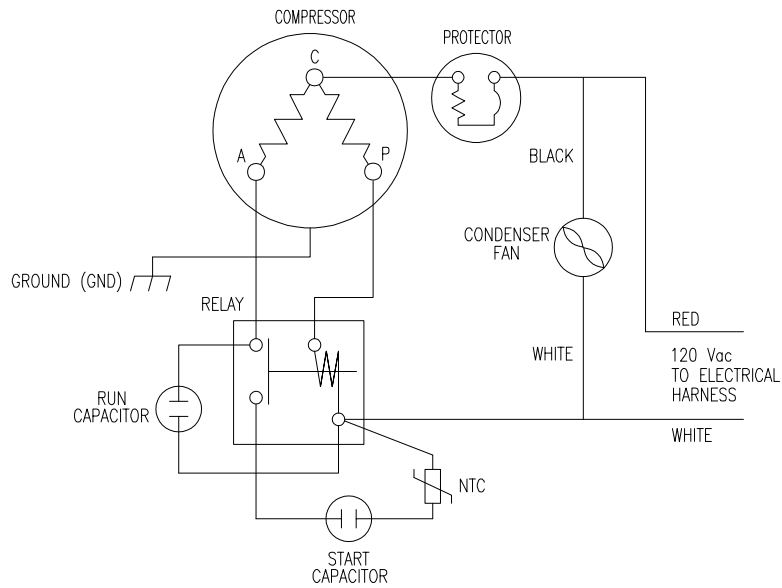 COMPRESSOR
PROTECTOR
C
A
P
BLACK
CONDENSER
FAN
GROUND (GND)
RELAY
RED
WHITE
120 Vac
TO ELECTRICAL
HARNESS
RUN
CAPACITOR
WHITE
NTC
START
CAPACITOR